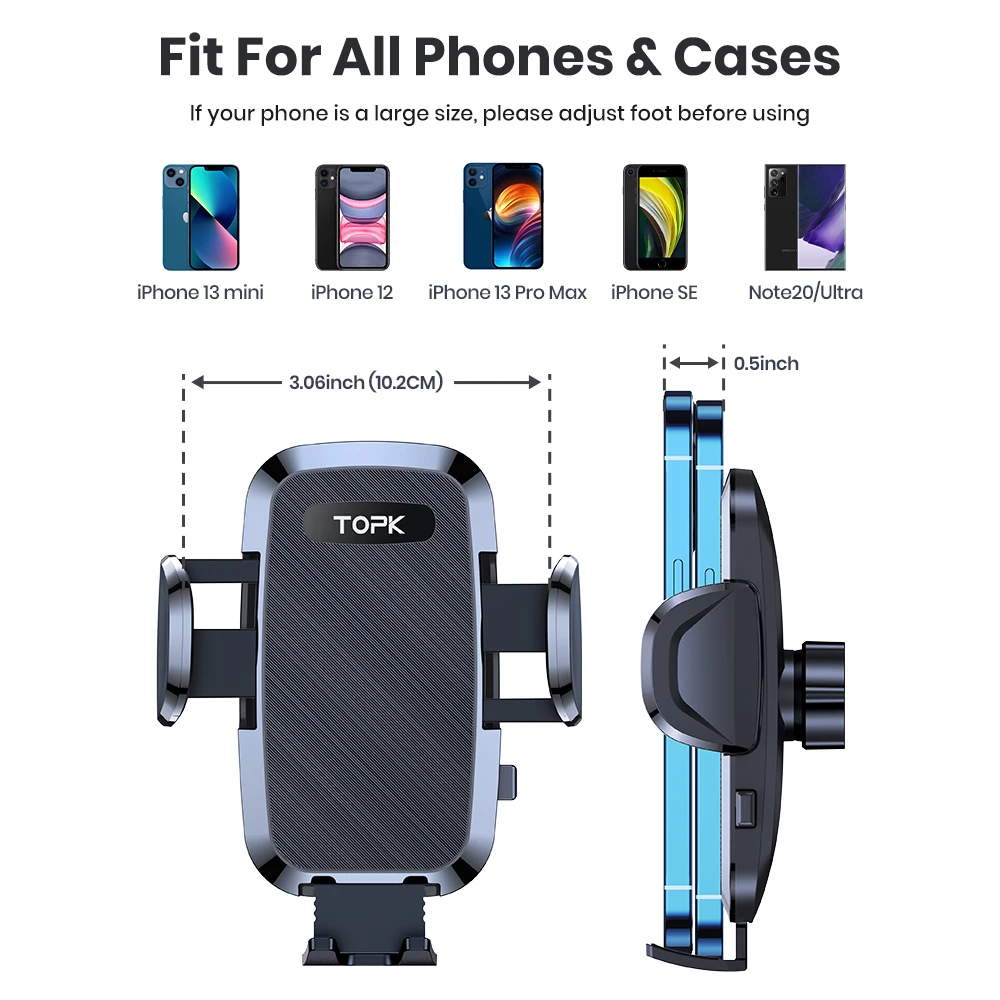 Fit For All Phones & Cases
If your phone is a large size, please adjust foot before using
iPhone 13 mini
iPhone 12
iPhone 13 Pro Max
iPhone SE
Note20/Ultra
3.06inch (10.2CM)
0.5inch
TOPK